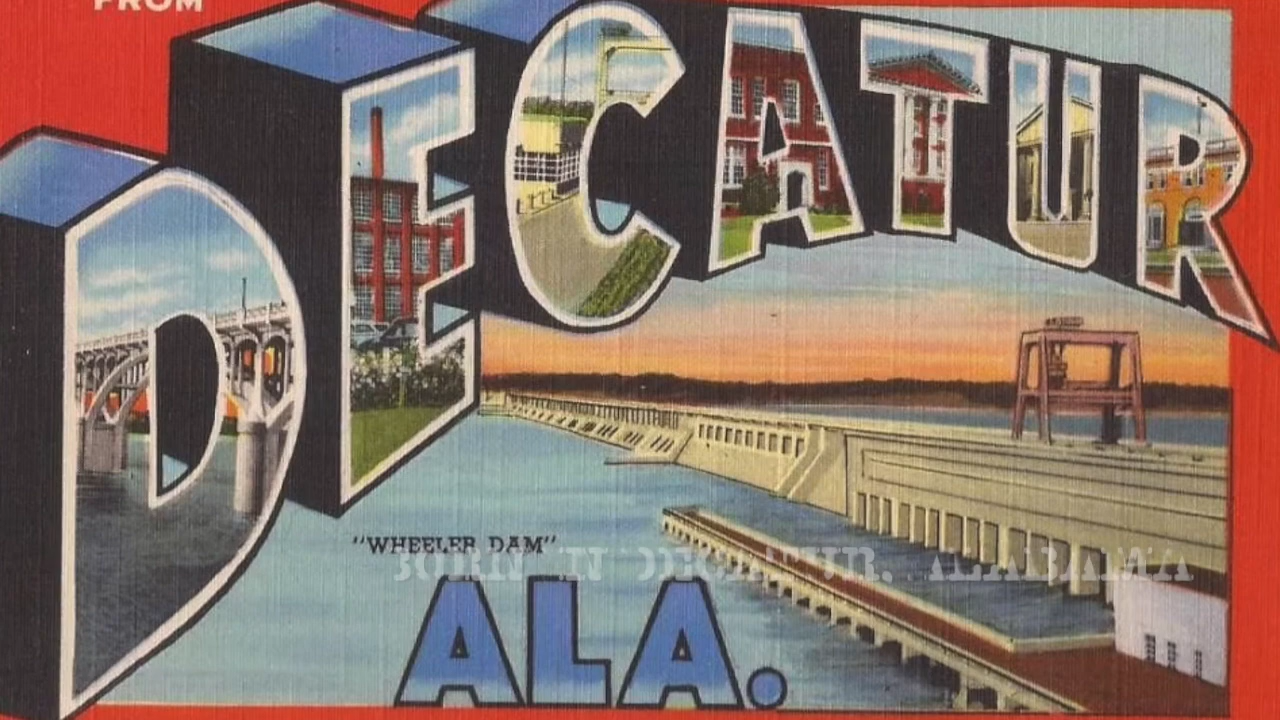 FROM
DECATUR
"WHEELER DAM"
BORN IN DECATUR, ALABAMA
ALA.